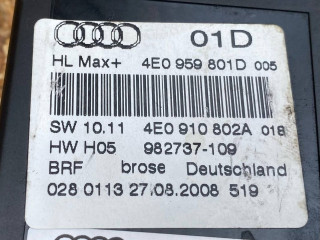 01D
HL Max+ 4E0 959 801D 005
SW 10.11 4E0 910 802A 018
HW H05 982737-109
BRF brose Deutschland
028 0113 27.08.2008 519